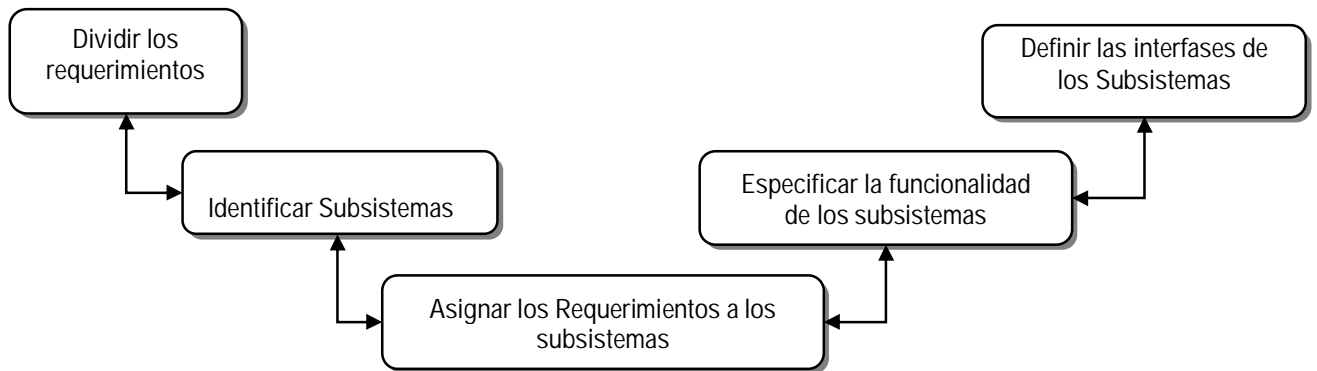 Dividir los
requerimientos
Identificar Subsistemas
Asignar los Requerimientos a los
subsistemas
Especificar la funcionalidad
de los subsistemas
Definir las interfases de
los Subsistemas